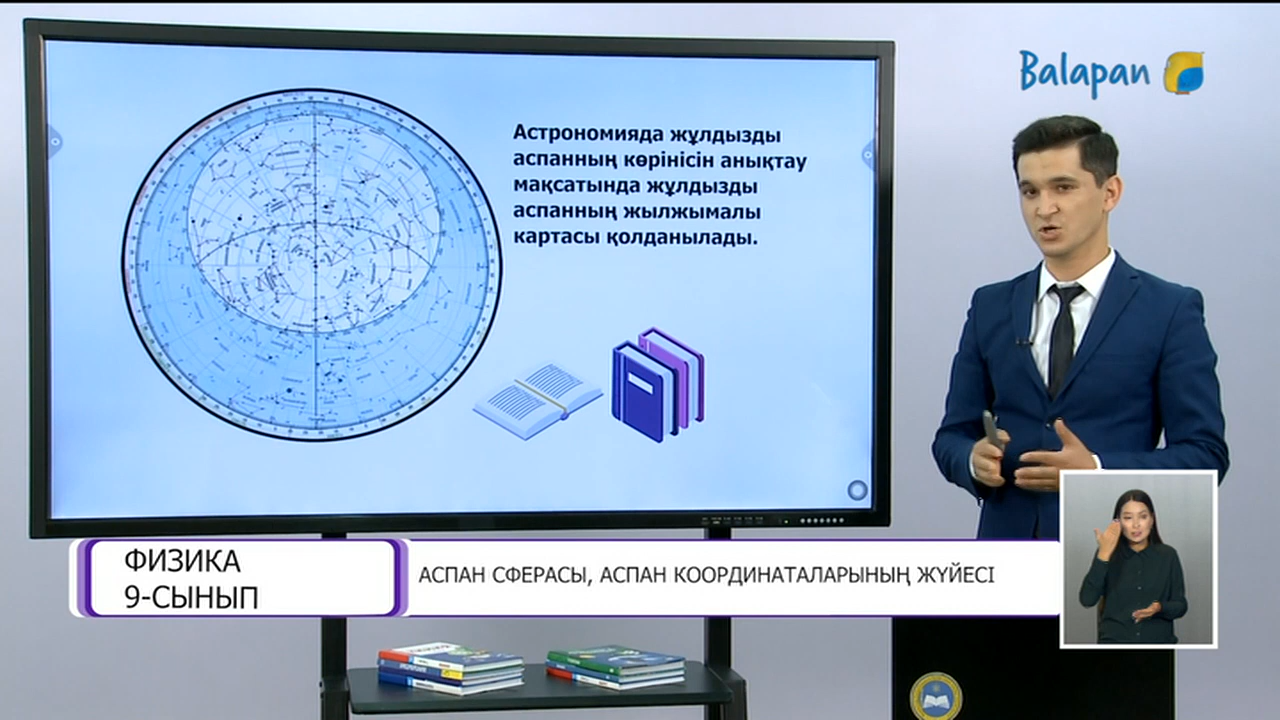 Balapan
Астрономияда жұлдызды
аспанның көрінісін анықтау
мақсатында жұлдызды
аспанның жылжымалы
картасы қолданылады.
ФИЗИКА
9-СЫНЫП
АСПАН СФЕРАСЫ, АСПАН КООРДИНАТАЛАРЫНЫҢ ЖҮЙЕСІ